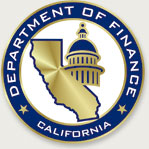 DEPARTMENT OF FINANCE
CALIFORNIA